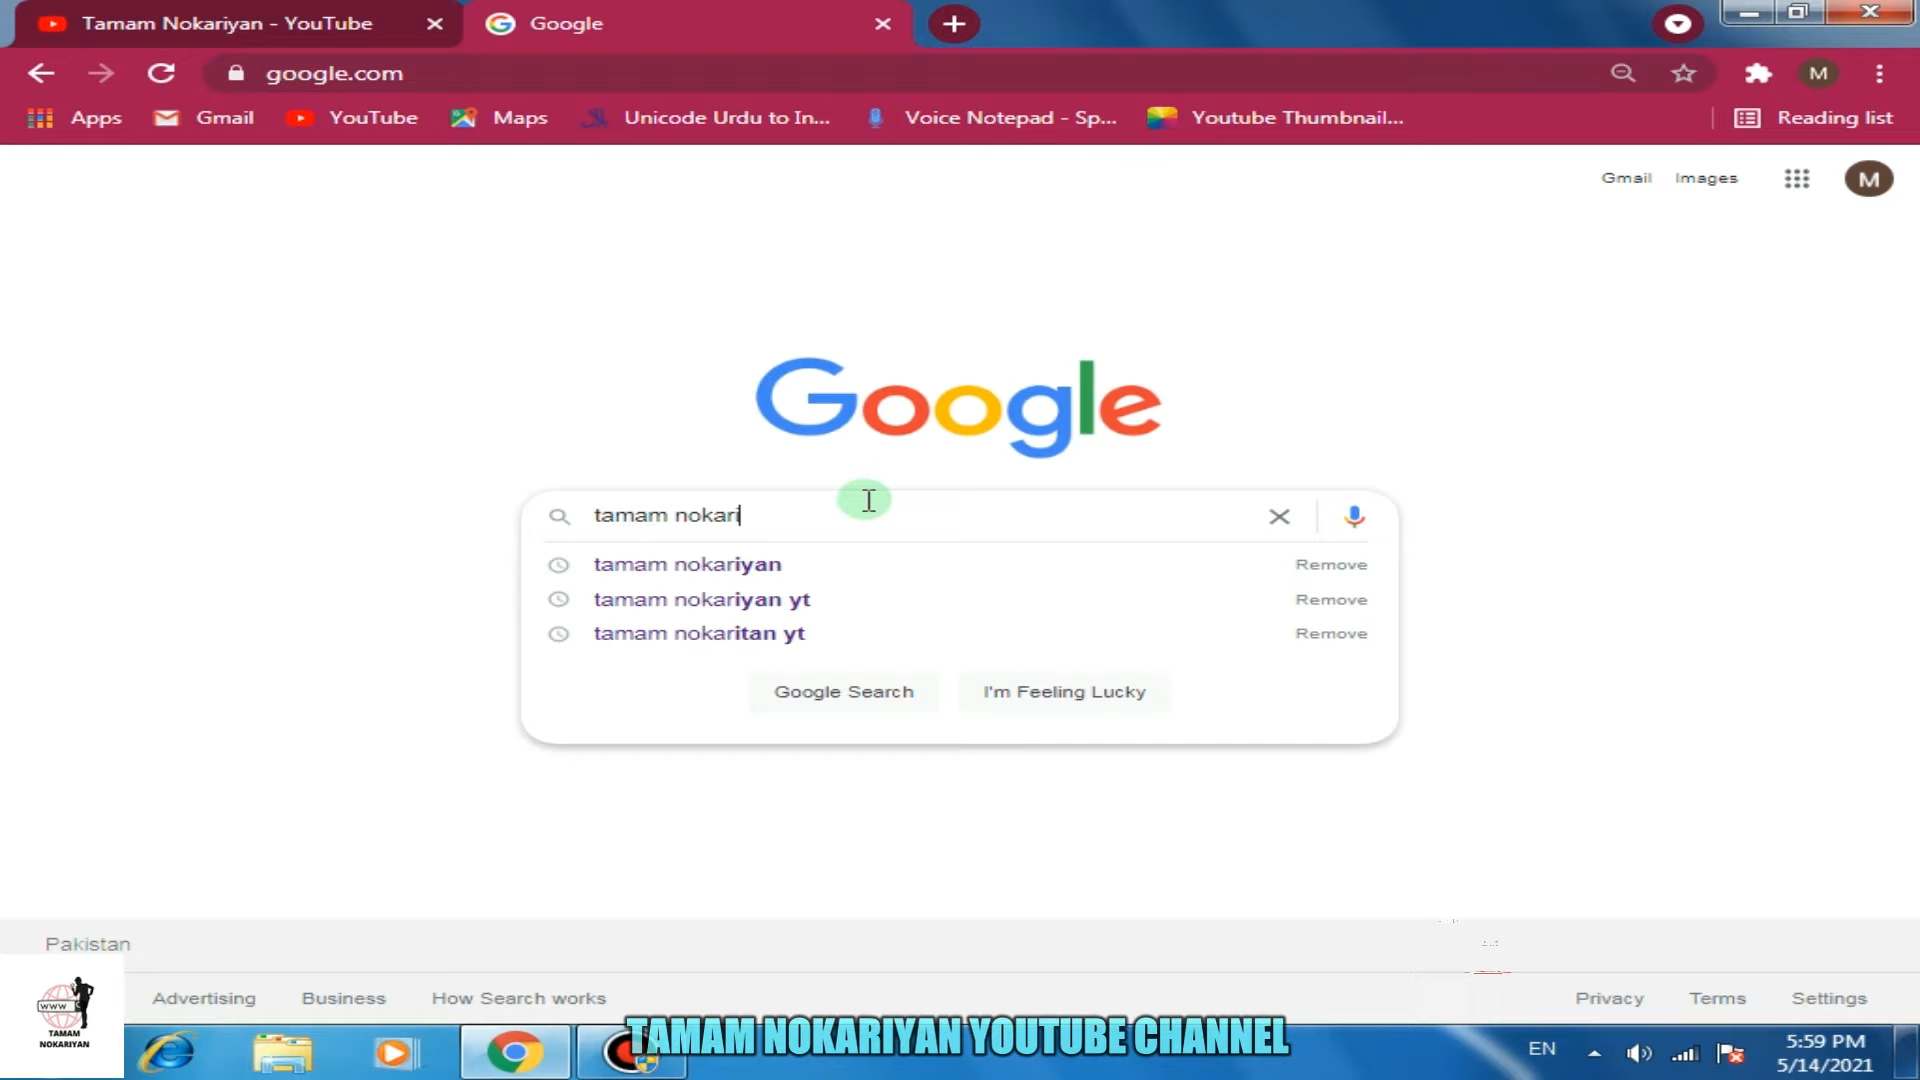 Tamam Nokariyan - YouTube
Google
google.com
M
Apps
Gmail
YouTube
Maps
Unicode Urdu to In...
Voice Notepad - Sp...
Youtube Thumbnail...
Reading list
Gmail
Images
M
Google
tamam nokari
tamam nokariyan
Remove
tamam nokariyan yt
Remove
tamam nokaritan yt
Remove
Google Search
I'm Feeling Lucky
Pakistan
Advertising
Business
How Search works
Privacy
Terms
Settings
www
TAMAM
NOKARIYAN
TAMAM NOKARIYAN YOUTUBE CHANNEL
EN
5:59 PM
5/14/2021